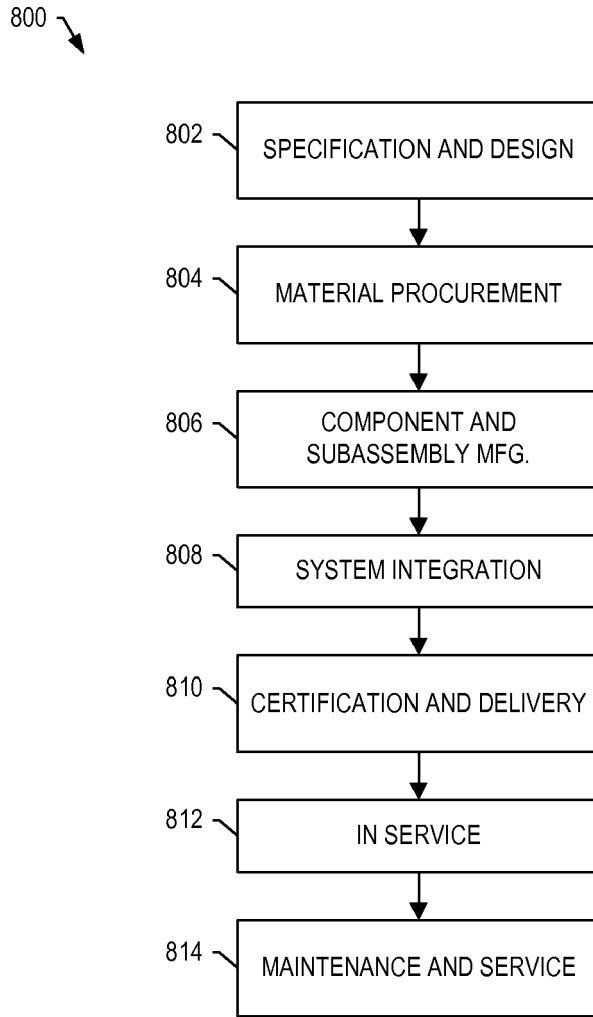 800
802
SPECIFICATION AND DESIGN
804
MATERIAL PROCUREMENT
806
COMPONENT AND
SUBASSEMBLY MFG.
808
SYSTEM INTEGRATION
810
CERTIFICATION AND DELIVERY
812
IN SERVICE
814
MAINTENANCE AND SERVICE